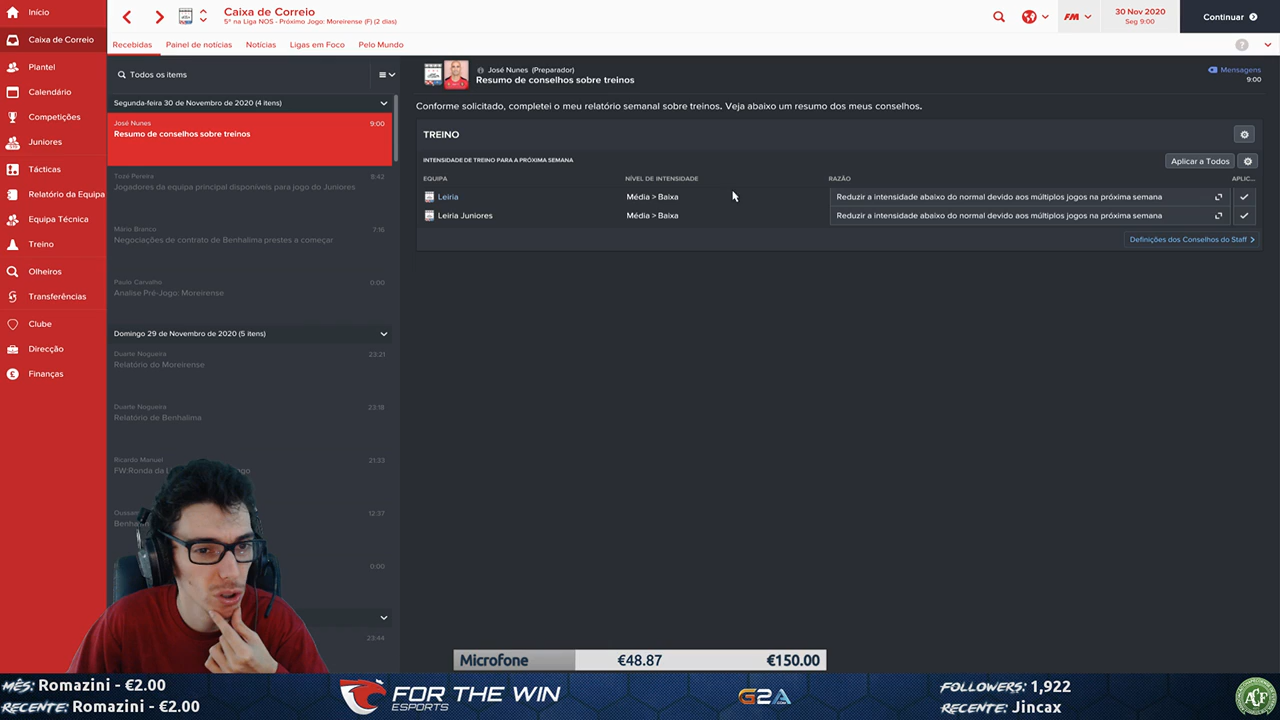 Início
Caixa de Correio
Plantel
Calendário
Competições
Juniores
Tácticas
Relatório da Equipa
Equipa Técnica
Treino
Olheiros
Transferências
Clube
Direcção
Finanças
Caixa de Correio
5º na Liga NOS - Próximo Jogo: Moreirense (F) (2 dias)
FM
30 Nov 2020
Seg 9:00
Continuar
Recebidas
Painel de notícias
Notícias
Ligas em Foco
Pelo Mundo
?
Todos os items
Segunda-feira 30 de Novembro de 2020 (4 itens)
José Nunes 9:00
Resumo de conselhos sobre treinos
Tozé Pereira 8:42
Jogadores da equipa principal disponíveis para jogo do Juniores
Mário Branco 7:16
Negociações de contrato de Benhalima prestes a começar
Paulo Carvalho 0:00
Analise Pré-Jogo: Moreirense
Domingo 29 de Novembro de 2020 (5 itens)
Duarte Nogueira 23:21
Relatório do Moreirense
Duarte Nogueira 23:18
Relatório de Benhalima
Ricardo Manuel 21:33
FW:Ronda da
12:37
0:00
23:44
José Nunes (Preparador)
Resumo de conselhos sobre treinos
Mensagens
9:00
Conforme solicitado, completei o meu relatório semanal sobre treinos. Veja abaixo um resumo dos meus conselhos.
TREINO
INTENSIDADE DE TREINO PARA A PRÓXIMA SEMANA
Aplicar a Todos
EQUIPA NÍVEL DE INTENSIDADE RAZÃO APLIC...
Leiria Média > Baixa Reduzir a intensidade abaixo do normal devido aos múltiplos jogos na próxima semana
Leiria Juniores Média > Baixa Reduzir a intensidade abaixo do normal devido aos múltiplos jogos na próxima semana
Definições dos Conselhos do Staff
Microfone €48.87 €150.00
MÊS: Romazini - €2.00
RECENTE: Romazini - €2.00
FOR THE WIN
ESPORTS
G2A
FOLLOWERS: 1,922
RECENTE: Jincax